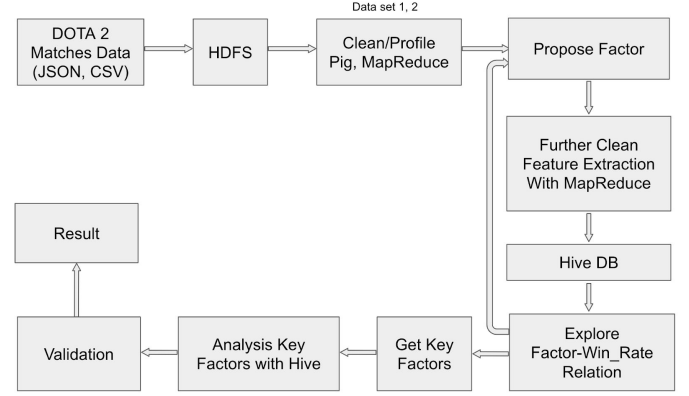 Data set 1, 2
DOTA 2
Matches Data
(JSON, CSV)
HDFS
Clean/Profile
Pig, MapReduce
Propose Factor
Further Clean
Feature Extraction
With MapReduce
Hive DB
Explore
Factor-Win_Rate
Relation
Get Key
Factors
Analysis Key
Factors with Hive
Validation
Result